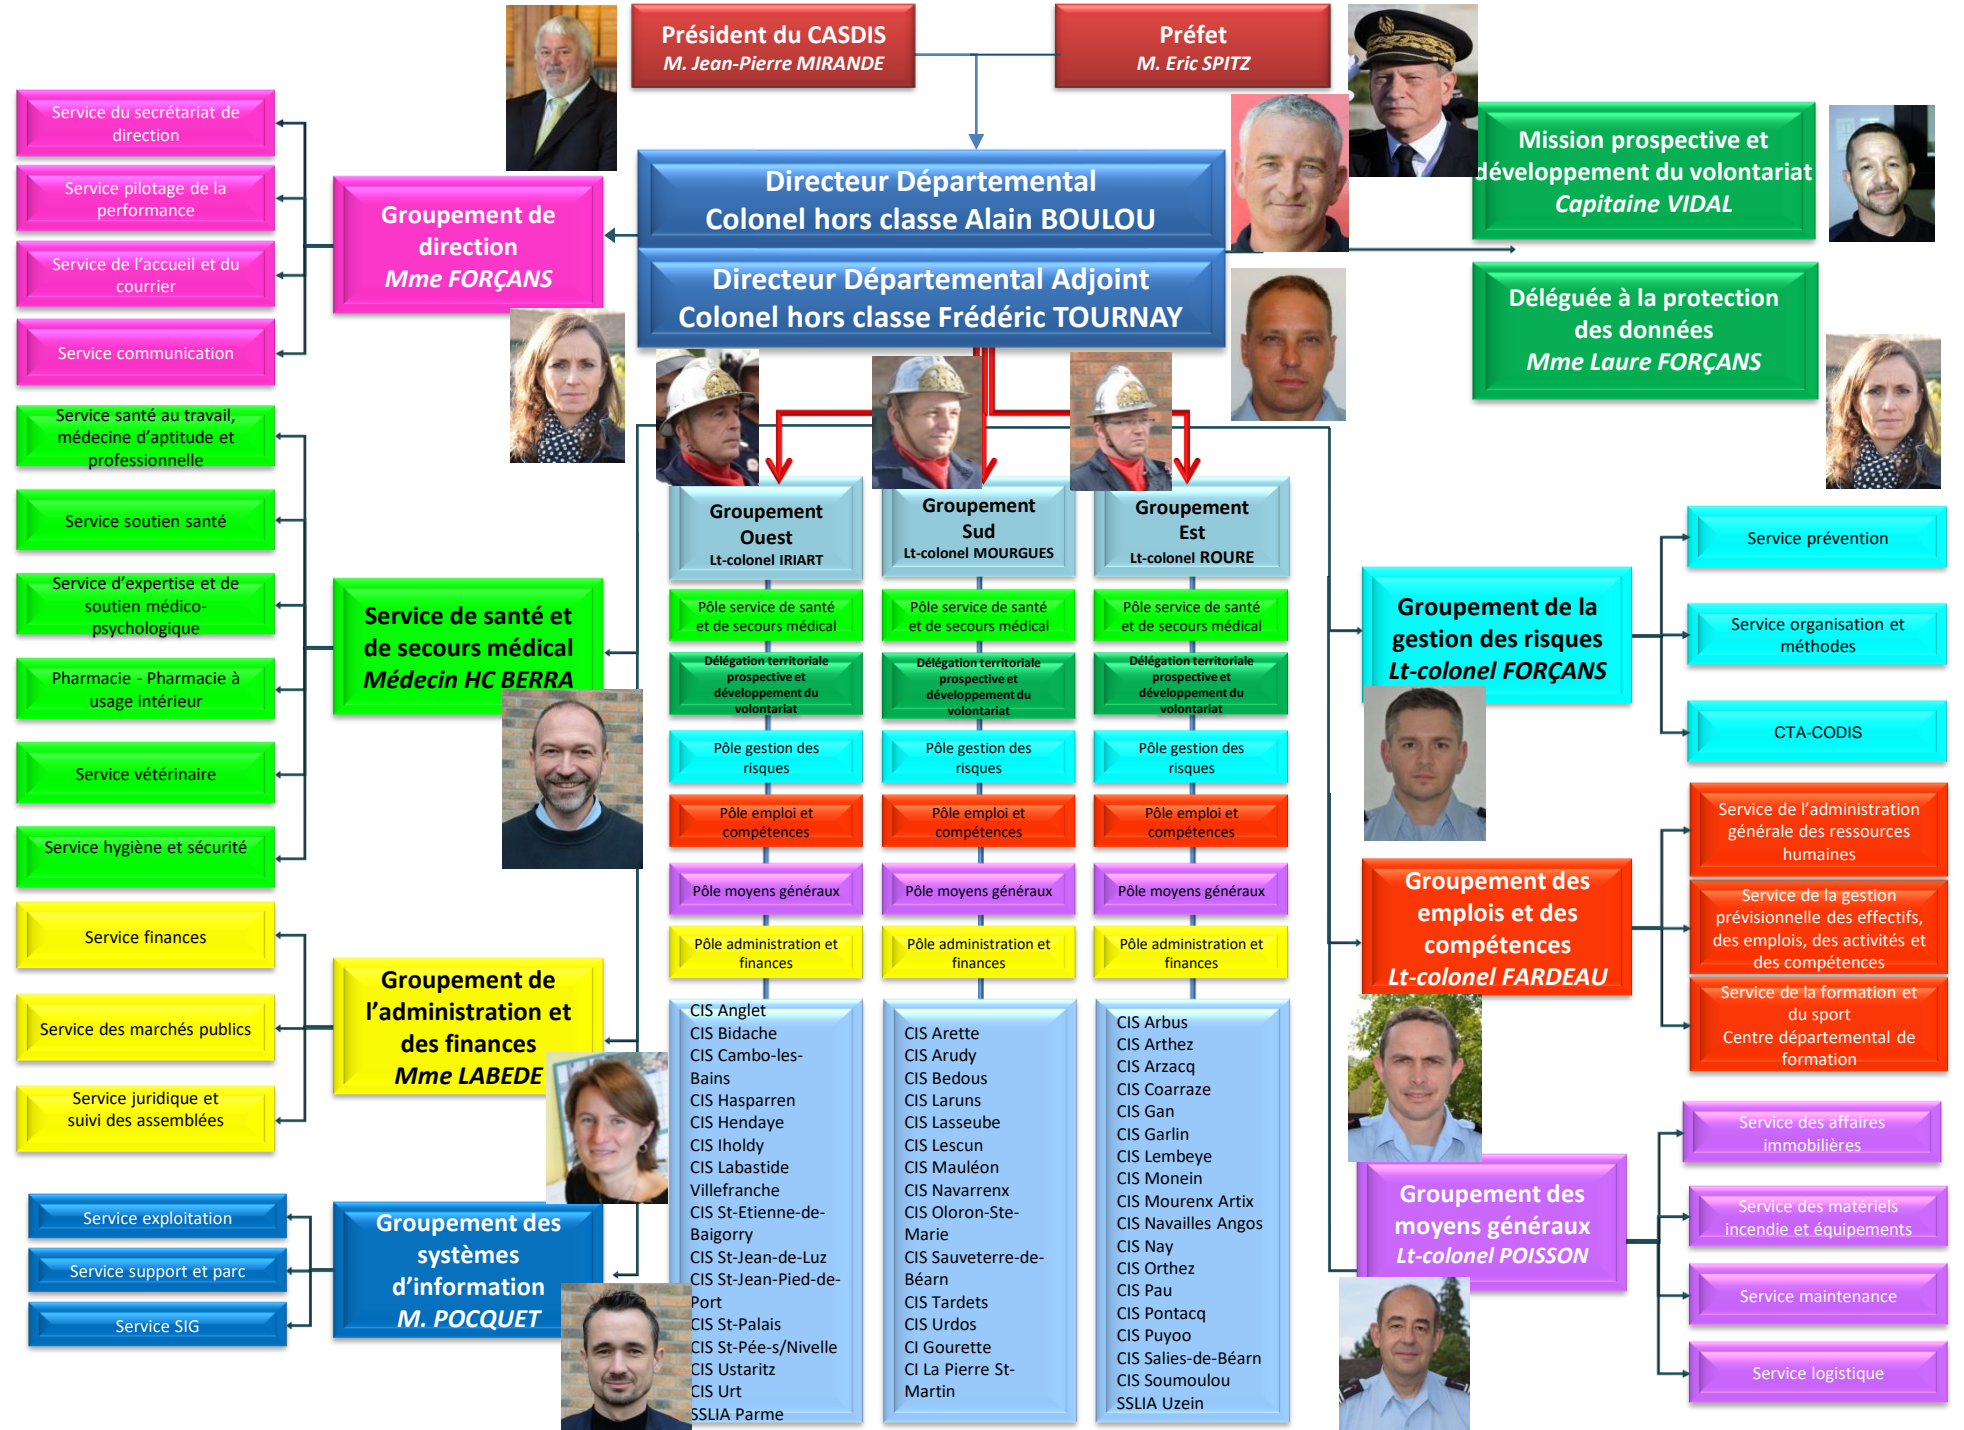 Président du CASDIS
M. Jean-Pierre MIRANDE
Préfet
M. Eric SPITZ
Directeur Départemental
Colonel hors classe Alain BOULOU
Directeur Départemental Adjoint
Colonel hors classe Frédéric TOURNAY
Mission prospective et
développement du volontariat
Capitaine VIDAL
Déléguée à la protection
des données
Mme Laure FORÇANS
Service du secrétariat de
direction
Service pilotage de la
performance
Service de l'accueil et du
courrier
Service communication
Groupement de
direction
Mme FORÇANS
Service santé au travail,
médecine d'aptitude et
professionnelle
Service soutien santé
Service d'expertise et de
soutien médico-
psychologique
Pharmacie - Pharmacie à
usage intérieur
Service vétérinaire
Service hygiène et sécurité
Service de santé et
de secours médical
Médecin HC BERRA
Service finances
Service des marchés publics
Service juridique et
suivi des assemblées
Groupement de
l'administration et
des finances
Mme LABEDE
Service exploitation
Service support et parc
Service SIG
Groupement des
systèmes
d'information
M. POCQUET
Groupement
Ouest
Lt-colonel IRIART
Pôle service de santé
et de secours médical
Délégation territoriale
prospective et
développement du
volontariat
Pôle gestion des
risques
Pôle emploi et
compétences
Pôle moyens généraux
Pôle administration et
finances
CIS Anglet
CIS Bidache
CIS Cambo-les-
Bains
CIS Hasparren
CIS Hendaye
CIS Iholdy
CIS Labastide
Villefranche
CIS St-Etienne-de-
Baigorry
CIS St-Jean-de-Luz
CIS St-Jean-Pied-de-
Port
CIS St-Palais
CIS St-Pée-s/Nivelle
CIS Ustaritz
CIS Urt
SSLIA Parme
Groupement
Sud
Lt-colonel MOURGUES
Pôle service de santé
et de secours médical
Délégation territoriale
prospective et
développement du
volontariat
Pôle gestion des
risques
Pôle emploi et
compétences
Pôle moyens généraux
Pôle administration et
finances
CIS Arette
CIS Arudy
CIS Bedous
CIS Laruns
CIS Lasseube
CIS Lescun
CIS Mauléon
CIS Navarrenx
CIS Oloron-Ste-
Marie
CIS Sauveterre-de-
Béarn
CIS Tardets
CIS Urdos
CI Gourette
CI La Pierre St-
Martin
Groupement
Est
Lt-colonel ROURE
Pôle service de santé
et de secours médical
Délégation territoriale
prospective et
développement du
volontariat
Pôle gestion des
risques
Pôle emploi et
compétences
Pôle moyens généraux
Pôle administration et
finances
CIS Arbus
CIS Arthez
CIS Arzacq
CIS Coarraze
CIS Gan
CIS Garlin
CIS Lembeye
CIS Monein
CIS Mourenx Artix
CIS Navailles Angos
CIS Nay
CIS Orthez
CIS Pau
CIS Pontacq
CIS Puyoo
CIS Salies-de-Béarn
CIS Soumoulou
SSLIA Uzein
Groupement de la
gestion des risques
Lt-colonel FORÇANS
Service prévention
Service organisation et
méthodes
CTA-CODIS
Groupement des
emplois et des
compétences
Lt-colonel FARDEAU
Service de l'administration
générale des ressources
humaines
Service de la gestion
prévisionnelle des effectifs,
des emplois, des activités et
des compétences
Service de la formation et
du sport
Centre départemental de
formation
Groupement des
moyens généraux
Lt-colonel POISSON
Service des affaires
immobilières
Service des matériels
incendie et équipements
Service maintenance
Service logistique